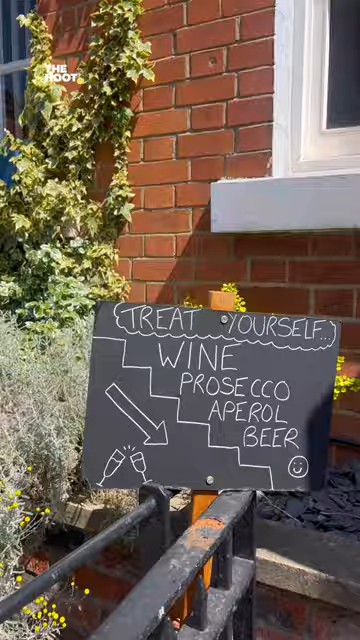 THE
HOOT
TREAT YOURSELF...
WINE
PROSECCO
APEROL
BEER